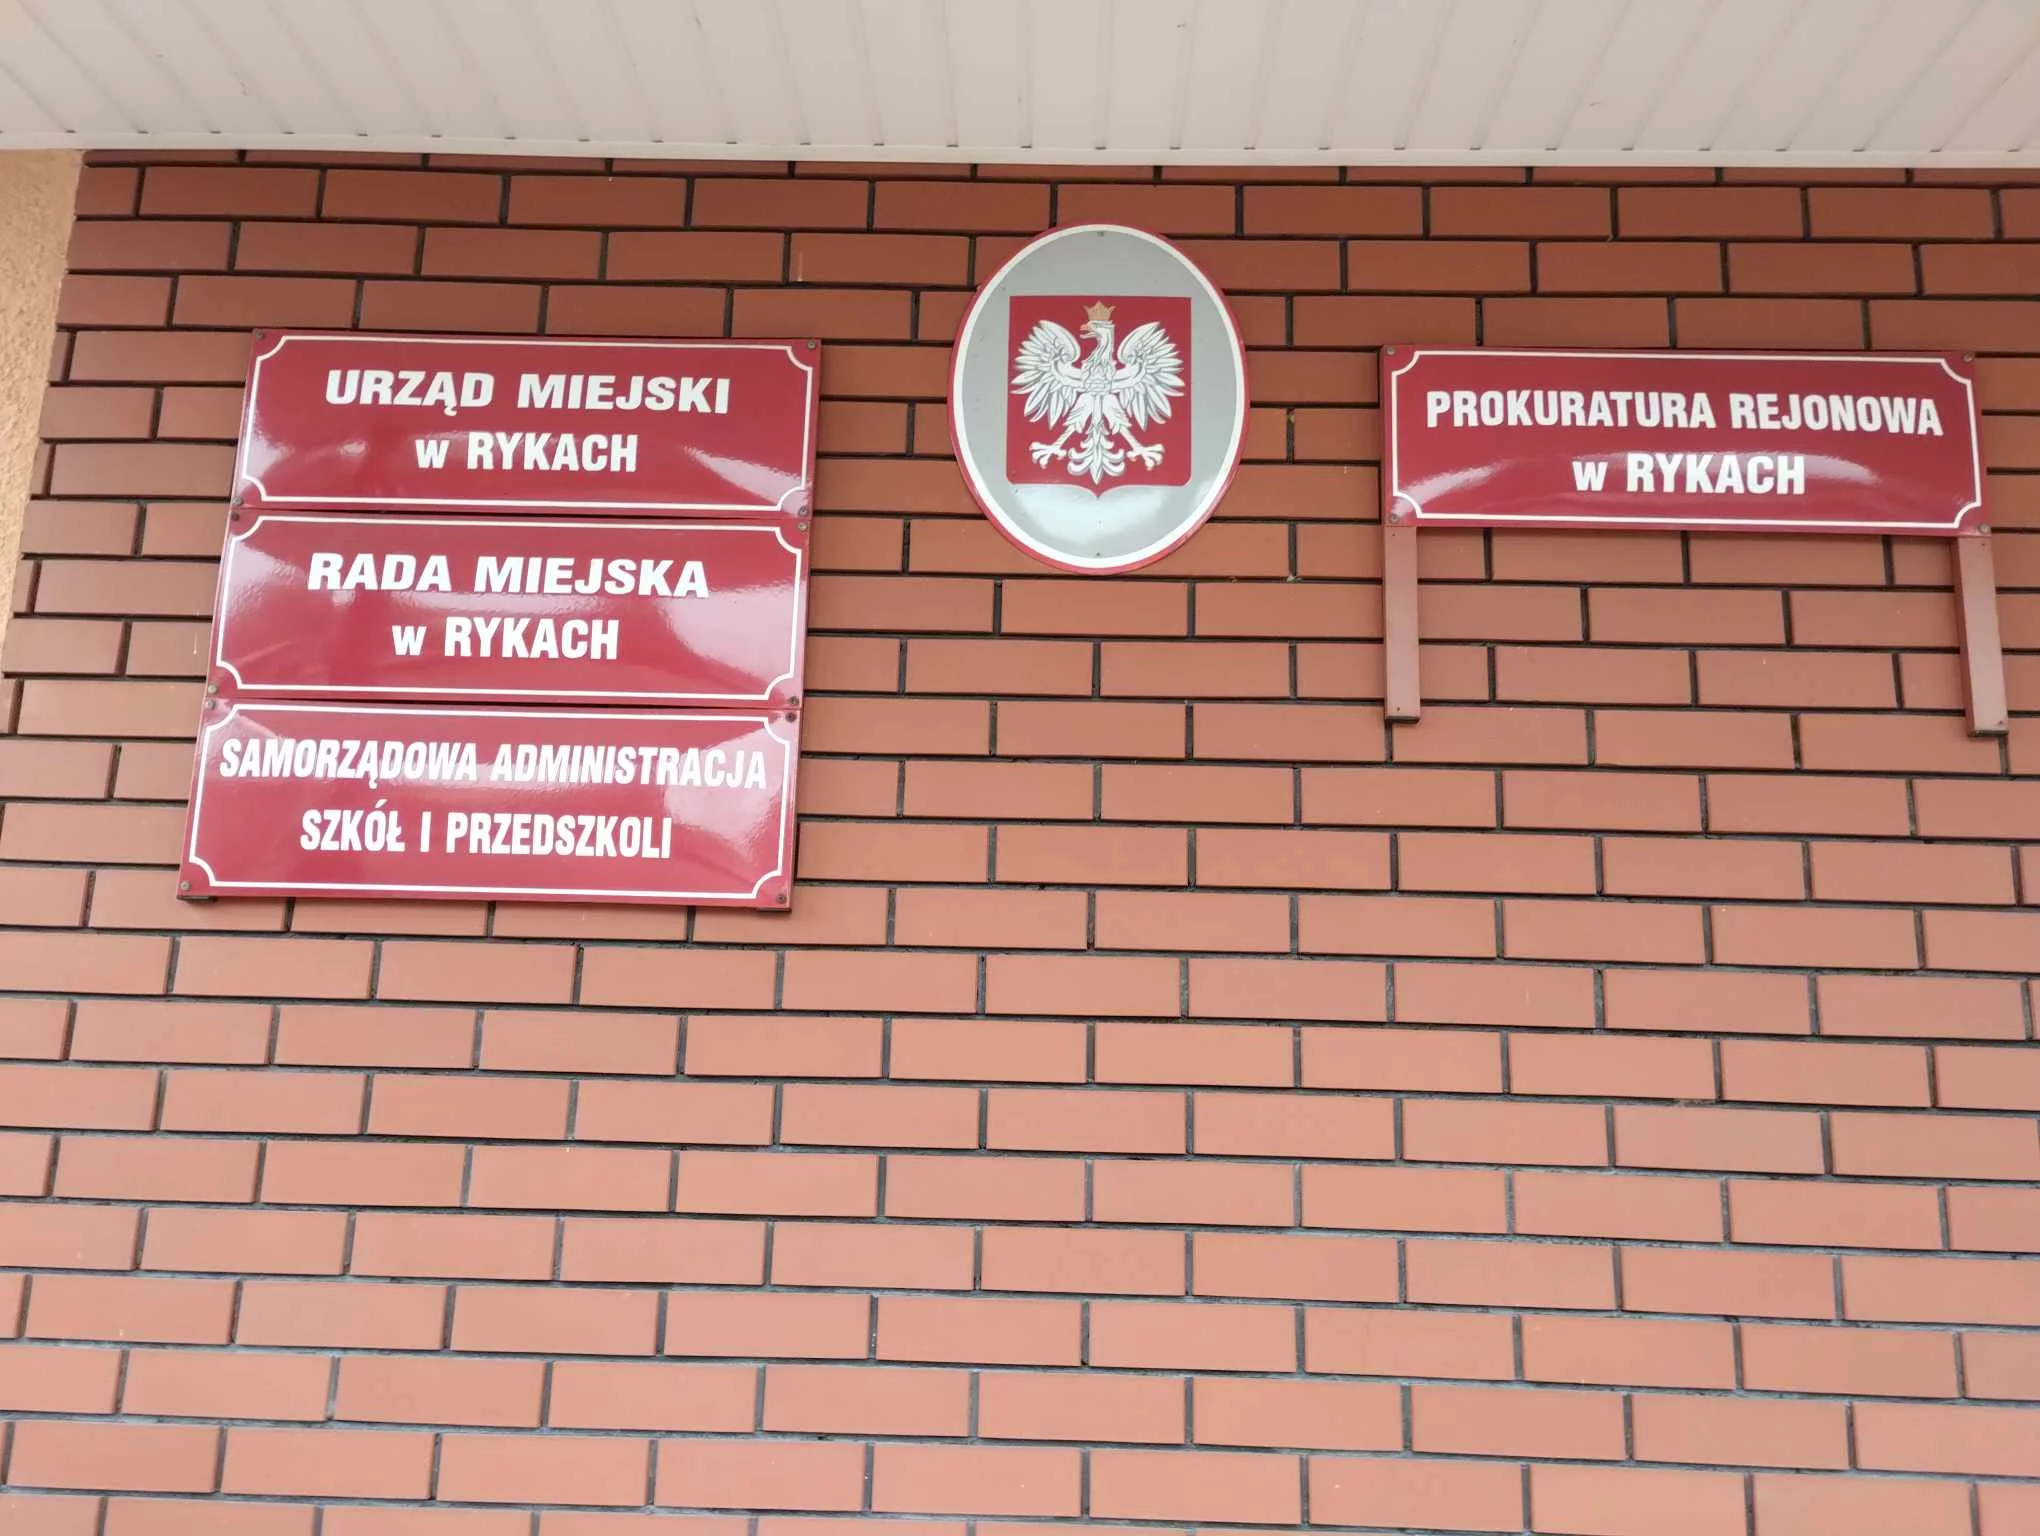 URZĄD MIEJSKI
w RYKACH
RADA MIEJSKA
w RYKACH
SAMORZĄDOWA ADMINISTRACJA
SZKÓŁ I PRZEDSZKOLI
PROKURATURA REJONOWA
w RYKACH